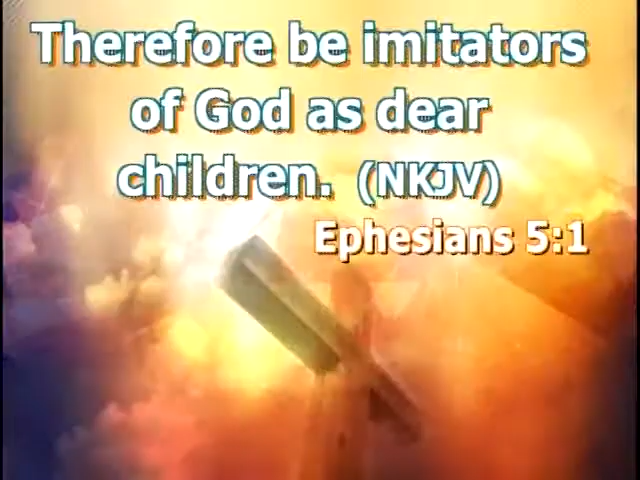 Therefore be imitators
of God as dear
children. (NKJV)
Ephesians 5:1